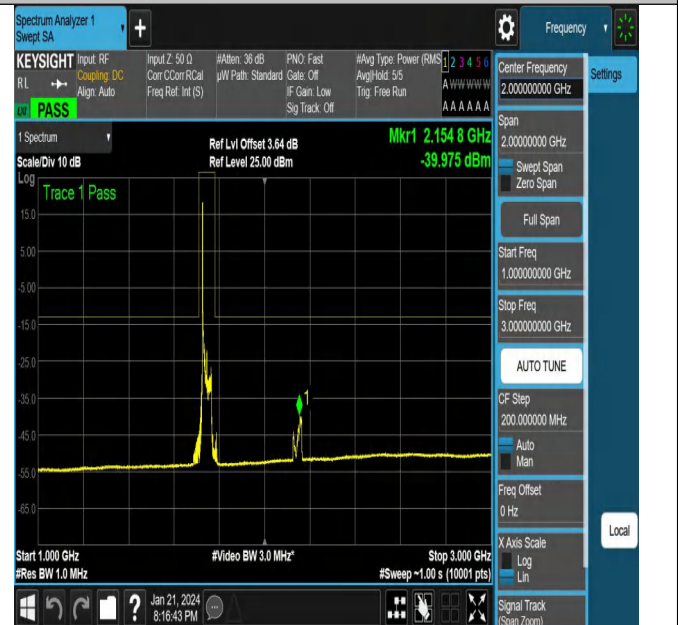 Spectrum Analyzer 1
Swept SA
+
Frequency
KEYSIGHT
RL
LXI PASS
Input: RF
Coupling: DC
Align: Auto
Input Z: 50 Ω
Corr CCorr RCal
Freq Ref: Int (S)
#Atten: 36 dB
µW Path: Standard
PNO: Fast
Gate: Off
IF Gain: Low
Sig Track: Off
#Avg Type: Power (RMS
Avg|Hold: 5/5
Trig: Free Run
1 2 3 4 5 6
A W W W W W
A A A A A A
1 Spectrum
Scale/Div 10 dB
Log
Ref Lvl Offset 3.64 dB
Ref Level 25.00 dBm
Mkr1 2.154 8 GHz
-39.975 dBm
Trace 1 Pass
15.0
5.00
-5.00
-15.0
-25.0
-35.0
-45.0
-55.0
-65.0
1
Start 1.000 GHz
#Res BW 1.0 MHz
#Video BW 3.0 MHz*
Stop 3.000 GHz
#Sweep ~1.00 s (10001 pts)
Center Frequency
2.000000000 GHz
Settings
Span
2.00000000 GHz
Swept Span
Zero Span
Full Span
Start Freq
1.000000000 GHz
Stop Freq
3.000000000 GHz
AUTO TUNE
CF Step
200.000000 MHz
Auto
Man
Freq Offset
0 Hz
X Axis Scale
Log
Lin
Local
Signal Track
(Span Zoom)
?
Jan 21, 2024
8:16:43 PM